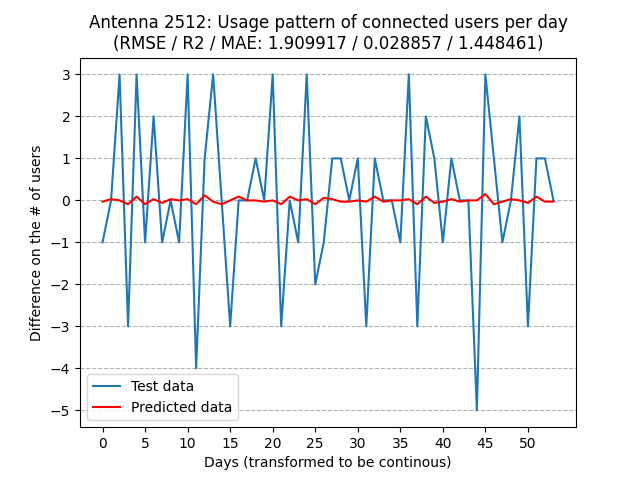 Antenna 2512: Usage pattern of connected users per day
(RMSE / R2 / MAE: 1.909917 / 0.028857 / 1.448461)
Difference on the # of users
3
2
1
0
−1
−2
−3
−4
−5
Test data
Predicted data
0 5 10 15 20 25 30 35 40 45 50
Days (transformed to be continous)